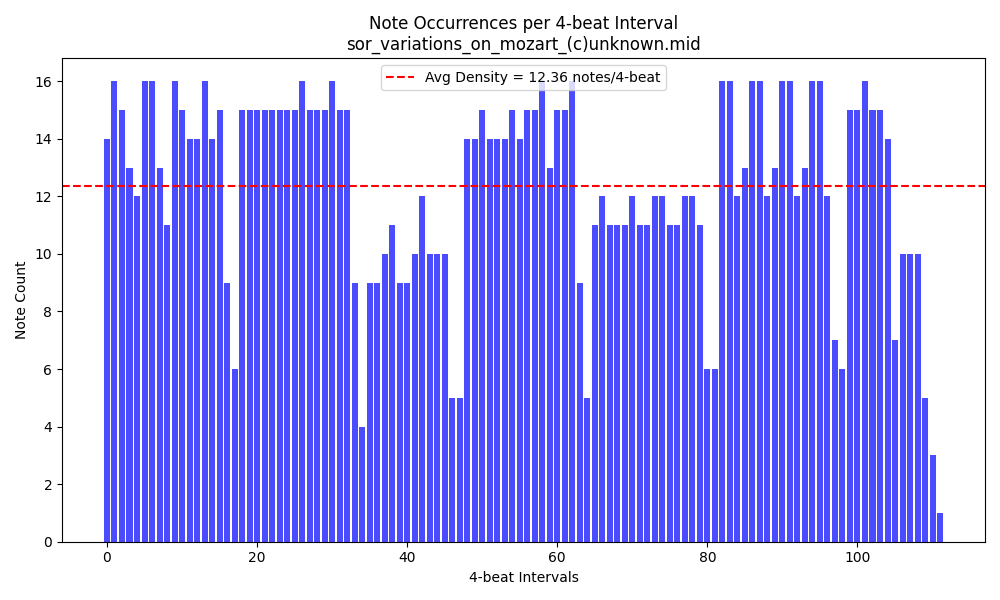 Note Occurrences per 4-beat Interval
sor_variations_on_mozart_(c)unknown.mid
Avg Density = 12.36 notes/4-beat
Note Count
16
14
12
10
8
6
4
2
0
0 20 40 60 80 100
4-beat Intervals